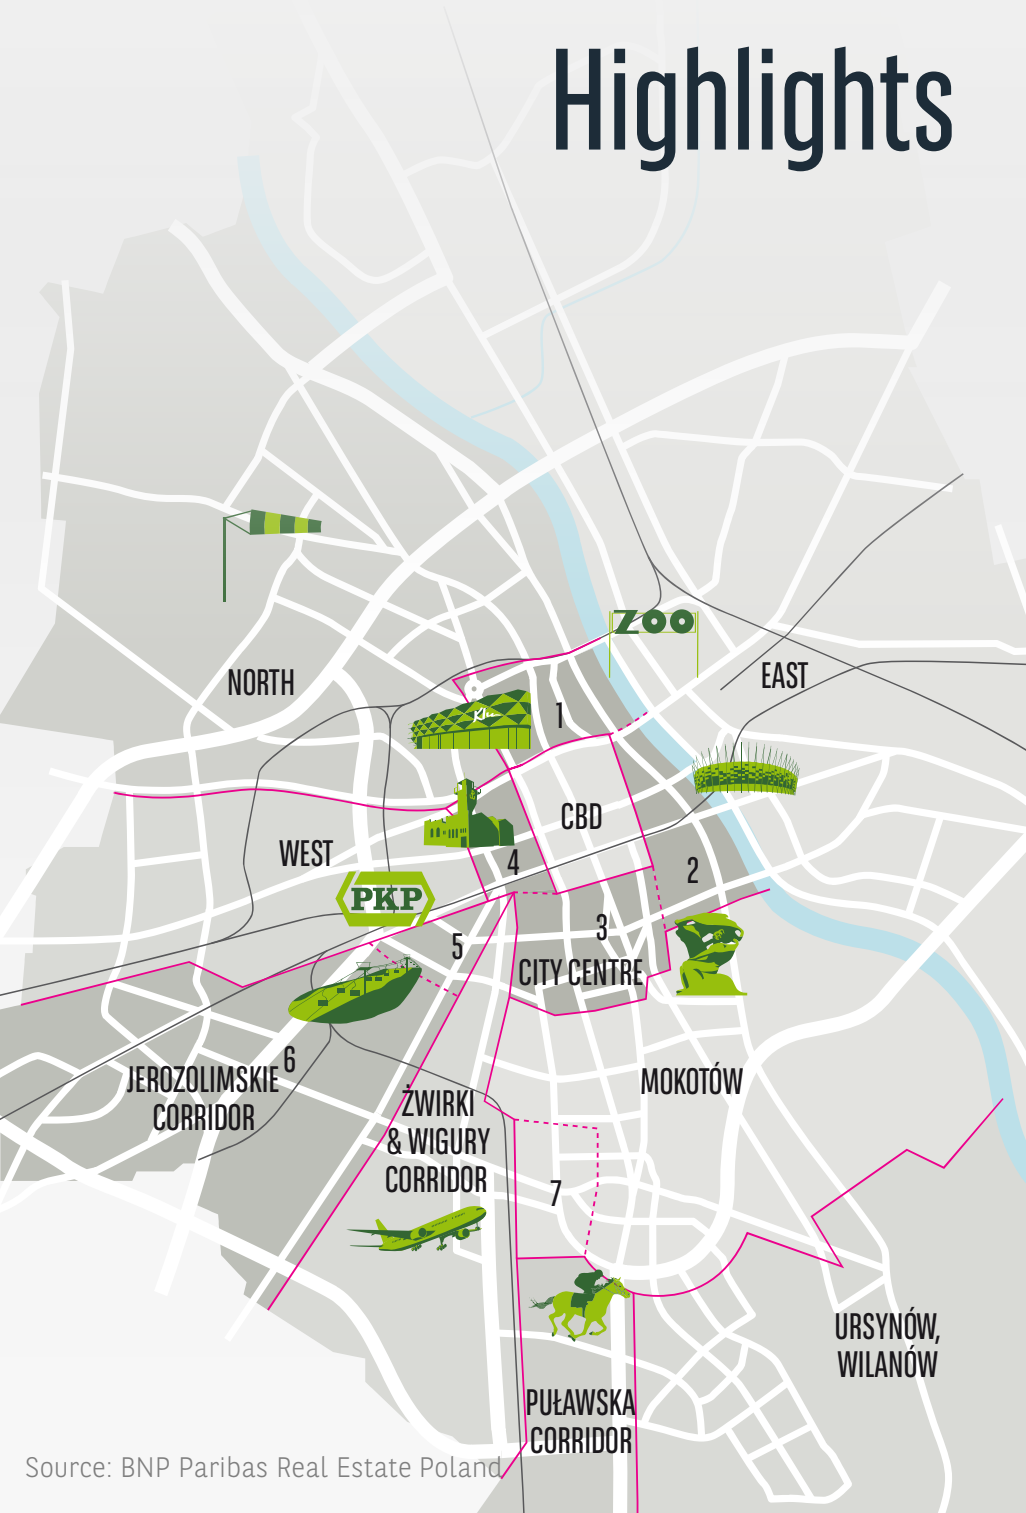 Highlights
ZOO
EAST
NORTH
1
CBD
WEST
4
2
PKP
3
5
CITY CENTRE
6
JEROZOLIMSKIE
CORRIDOR
MOKOTÓW
ŻWIRKI
& WIGURY
CORRIDOR
7
URSYNÓW,
WILANÓW
PUŁAWSKA
CORRIDOR
Source: BNP Paribas Real Estate Poland